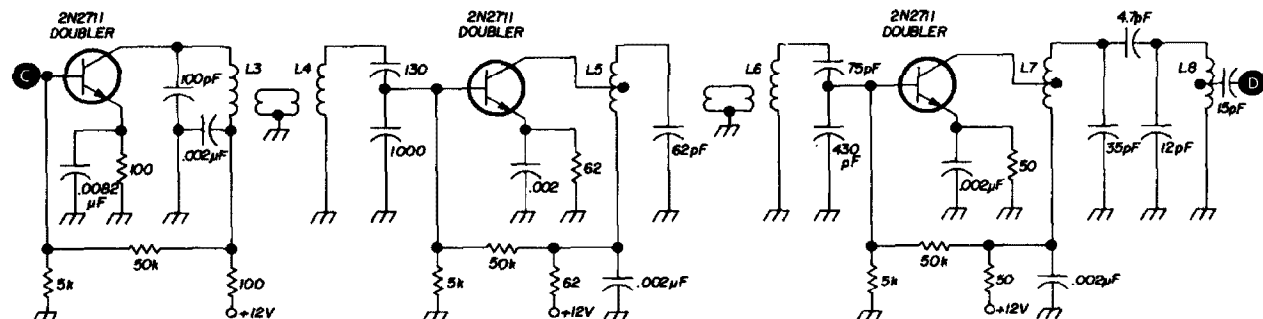 2N2711
DOUBLER
C
100pF
L3
.002µF
.0082
µF
100
50k
5k
100
+12V
L4
130
1000
2N2711
DOUBLER
L5
.002
62
62pF
50k
5k
62
.002µF
+12V
L6
75pF
430
pF
2N2711
DOUBLER
L7
.002µF
50
50k
5k
50
.002µF
+12V
4.7pF
35pF
12pF
L8
15pF
D